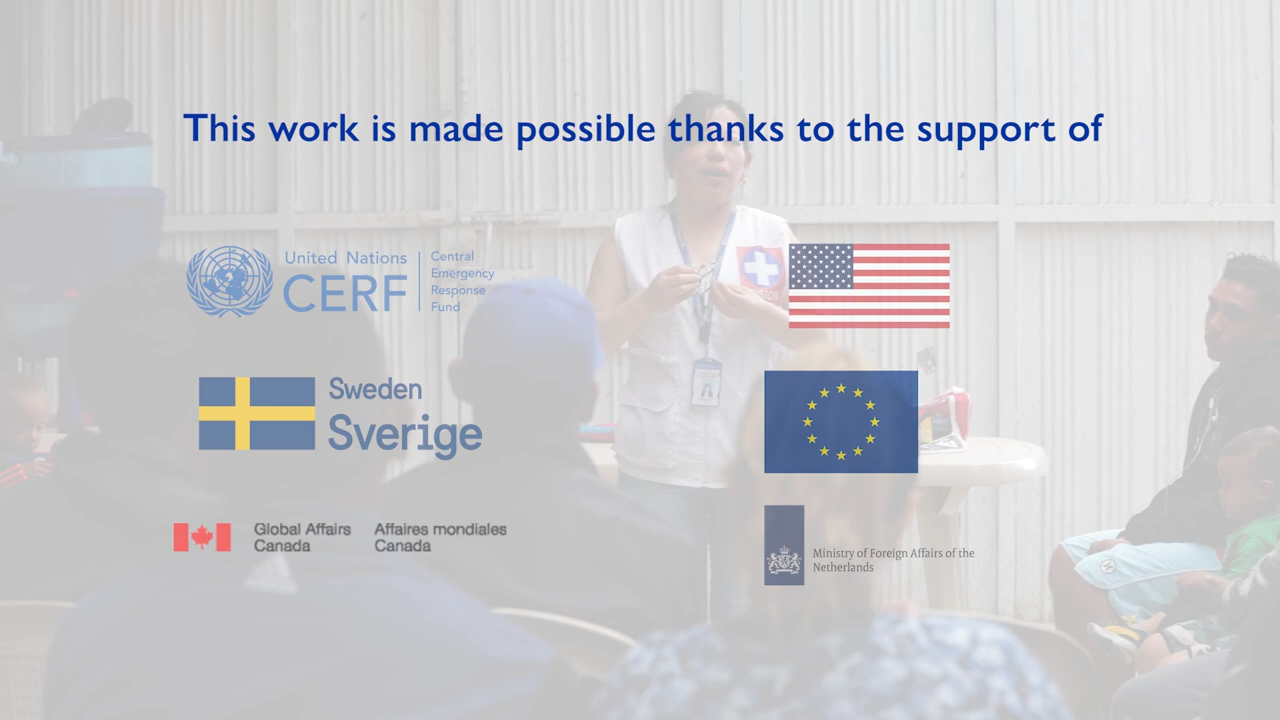 This work is made possible thanks to the support of
United Nations
CERF
Central
Emergency
Response
Fund
Sweden
Sverige
Global Affairs
Canada
Affaires mondiales
Canada
Ministry of Foreign Affairs of the
Netherlands